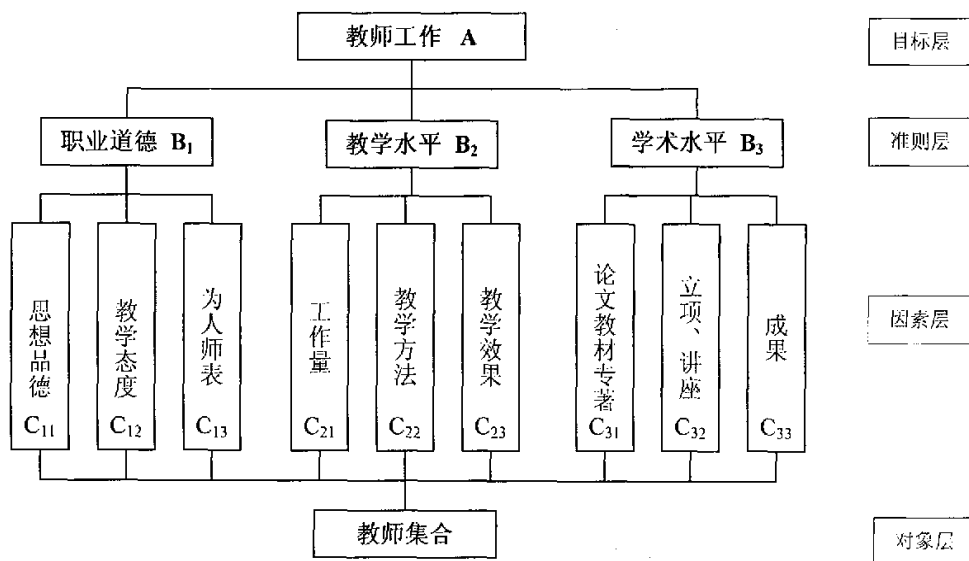 教师工作 A
目标层
职业道德 B₁
教学水平 B₂
学术水平 B₃
准则层
思想品德 C₁₁
教学态度 C₁₂
为人师表 C₁₃
工作量 C₂₁
教学方法 C₂₂
教学效果 C₂₃
论文教材专著 C₃₁
立项、讲座 C₃₂
成果 C₃₃
因素层
教师集合
对象层